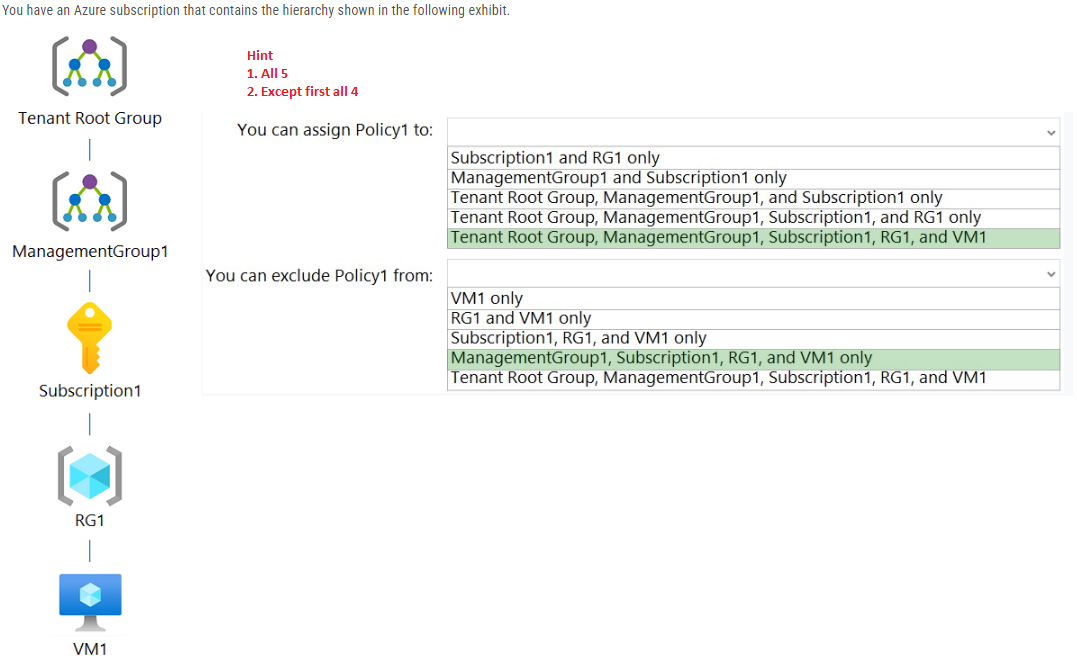 You have an Azure subscription that contains the hierarchy shown in the following exhibit.
Hint
1. All 5
2. Except first all 4
Tenant Root Group
ManagementGroup1
Subscription1
RG1
VM1
You can assign Policy1 to:
Subscription1 and RG1 only
ManagementGroup1 and Subscription1 only
Tenant Root Group, ManagementGroup1, and Subscription1 only
Tenant Root Group, ManagementGroup1, Subscription1, and RG1 only
Tenant Root Group, ManagementGroup1, Subscription1, RG1, and VM1
You can exclude Policy1 from:
VM1 only
RG1 and VM1 only
Subscription1, RG1, and VM1 only
ManagementGroup1, Subscription1, RG1, and VM1 only
Tenant Root Group, ManagementGroup1, Subscription1, RG1, and VM1